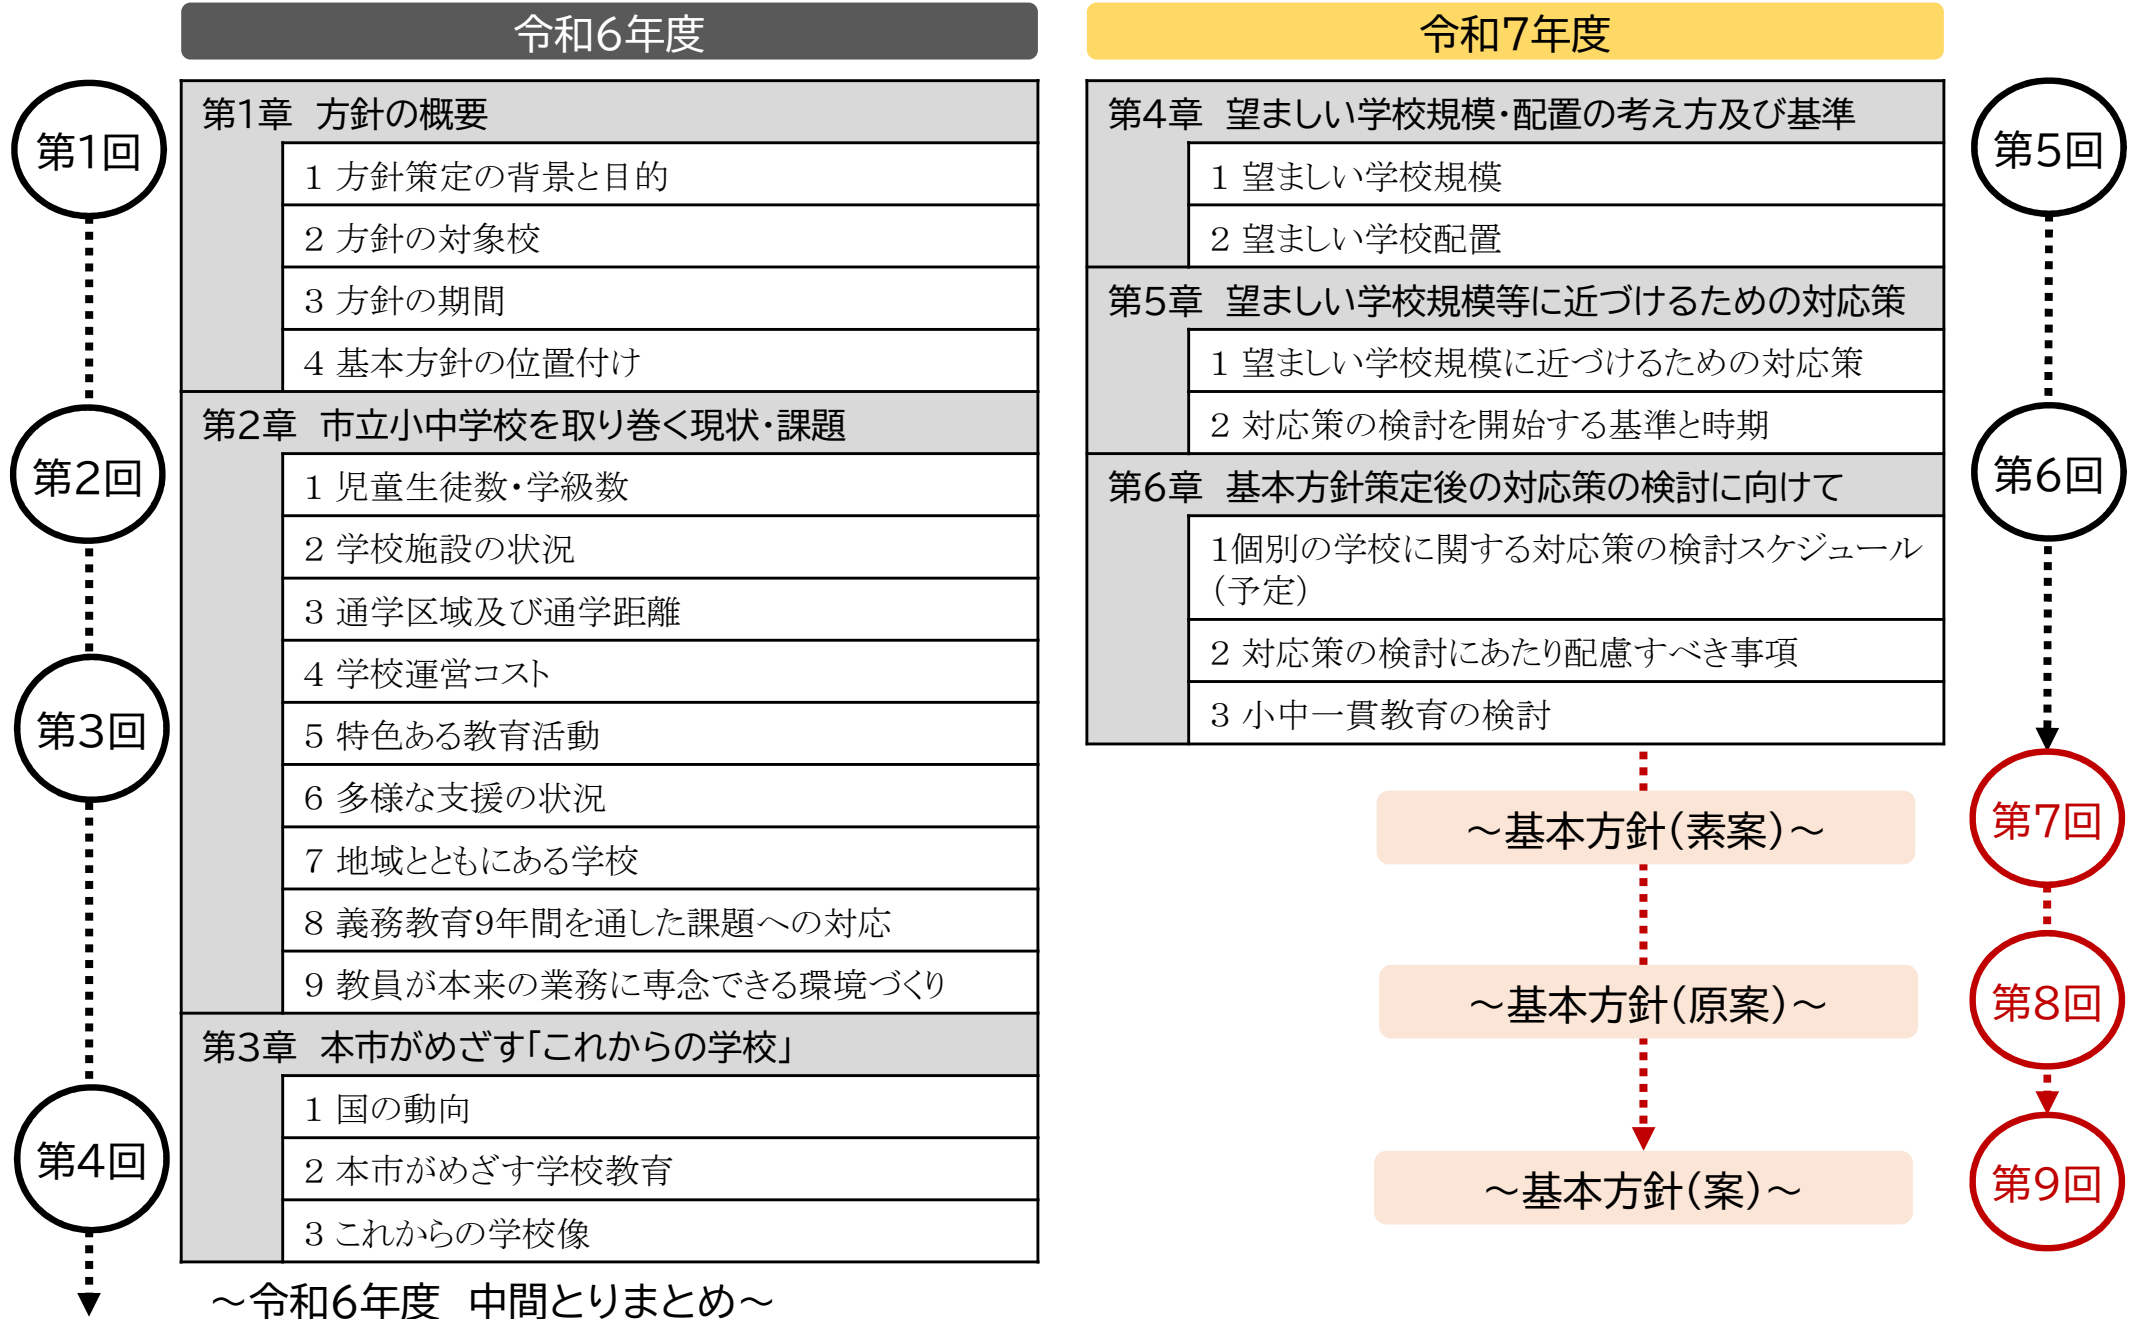 令和6年度
第1回
第2回
第3回
第4回
第1章 方針の概要
1 方針策定の背景と目的
2 方針の対象校
3 方針の期間
4 基本方針の位置付け
第2章 市立小中学校を取り巻く現状・課題
1 児童生徒数・学級数
2 学校施設の状況
3 通学区域及び通学距離
4 学校運営コスト
5 特色ある教育活動
6 多様な支援の状況
7 地域とともにある学校
8 義務教育9年間を通した課題への対応
9 教員が本来の業務に専念できる環境づくり
第3章 本市がめざす「これからの学校」
1 国の動向
2 本市がめざす学校教育
3 これからの学校像
～令和6年度 中間とりまとめ～
令和7年度
第4章 望ましい学校規模・配置の考え方及び基準
1 望ましい学校規模
2 望ましい学校配置
第5章 望ましい学校規模等に近づけるための対応策
1 望ましい学校規模に近づけるための対応策
2 対応策の検討を開始する基準と時期
第6章 基本方針策定後の対応策の検討に向けて
1個別の学校に関する対応策の検討スケジュール
（予定）
2 対応策の検討にあたり配慮すべき事項
3 小中一貫教育の検討
～基本方針（素案）～
～基本方針（原案）～
～基本方針（案）～
第5回
第6回
第7回
第8回
第9回